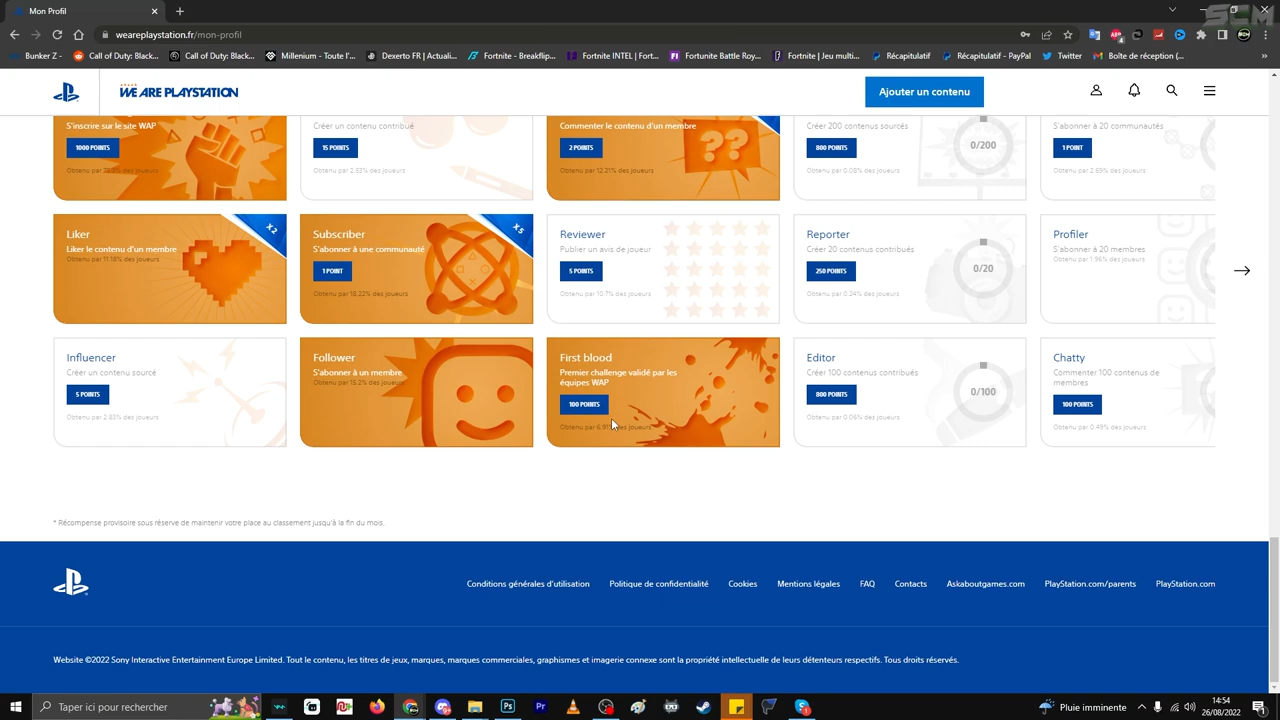 Mon Profil
weareplaystation.fr/mon-profil
Bunker Z
Call of Duty: Black...
Call of Duty: Black...
Millenium - Toute l'...
Dexerto FR | Actuali...
Fortnite - Breakflip...
Fortnite INTEL | Fort...
Fortunite Battle Roy...
Fortnite | Jeu multi...
Récapitulatif
Récapitulatif - PayPal
Twitter
Boîte de réception (...
WE ARE PLAYSTATION
Ajouter un contenu
S'inscrire sur le site WAP
1000 POINTS
Créer un contenu contribué
15 POINTS
Obtenu par 2.53% des joueurs
Commenter le contenu d'un membre
2 POINTS
Obtenu par 12.21% des joueurs
??
Créer 200 contenus sourcés
800 POINTS
Obtenu par 0.08% des joueurs
0/200
S'abonner à 20 communautés
1 POINT
Obtenu par 2.69% des joueurs
Liker
Liker le contenu d'un membre
Obtenu par 11.18% des joueurs
X2
Subscriber
S'abonner à une communauté
1 POINT
Obtenu par 18.23% des joueurs
X5
Reviewer
Publier un avis de joueur
5 POINTS
Obtenu par 10.7% des joueurs
Reporter
Créer 20 contenus contribués
250 POINTS
Obtenu par 0.24% des joueurs
0/20
Profiler
S'abonner à 20 membres
Obtenu par 1.96% des joueurs
Influencer
Créer un contenu sourcé
5 POINTS
Obtenu par 2.83% des joueurs
Follower
S'abonner à un membre
Obtenu par 15.2% des joueurs
First blood
Premier challenge validé par les
équipes WAP
100 POINTS
Obtenu par des joueurs
Editor
Créer 100 contenus contribués
800 POINTS
Obtenu par 0.06% des joueurs
0/100
Chatty
Commenter 100 contenus de
membres
100 POINTS
Obtenu par 0.49% des joueurs
* Récompense provisoire sous réserve de maintenir votre place au classement jusqu'à la fin du mois.
Conditions générales d'utilisation
Politique de confidentialité
Cookies
Mentions légales
FAQ
Contacts
Askaboutgames.com
PlayStation.com/parents
PlayStation.com
Website ©2022 Sony Interactive Entertainment Europe Limited. Tout le contenu, les titres de jeux, marques, marques commerciales, graphismes et imagerie connexe sont la propriété intellectuelle de leurs détenteurs respectifs. Tous droits réservés.
Taper ici pour rechercher
Pluie imminente
14:54
26/08/2022